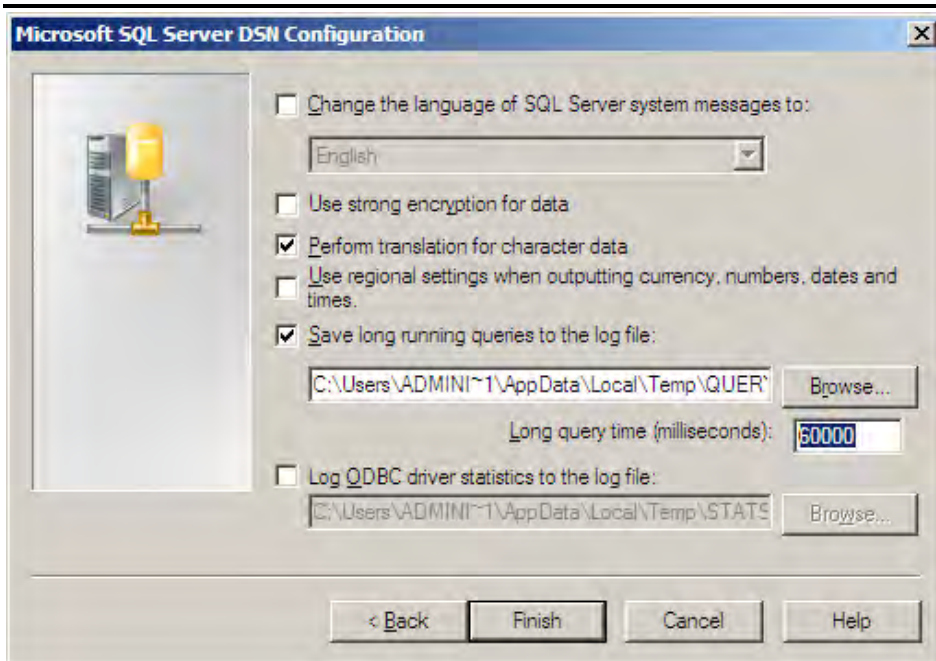 Microsoft SQL Server DSN Configuration
Change the language of SQL Server system messages to:
English
Use strong encryption for data
Perform translation for character data
Use regional settings when outputting currency, numbers, dates and
times.
Save long running queries to the log file:
C:\Users\ADMINI~1\AppData\Local\Temp\QUERY
Browse...
Long query time (milliseconds):
60000
Log ODBC driver statistics to the log file:
C:\Users\ADMINI~1\AppData\Local\Temp\STATS
Browse...
< Back
Finish
Cancel
Help